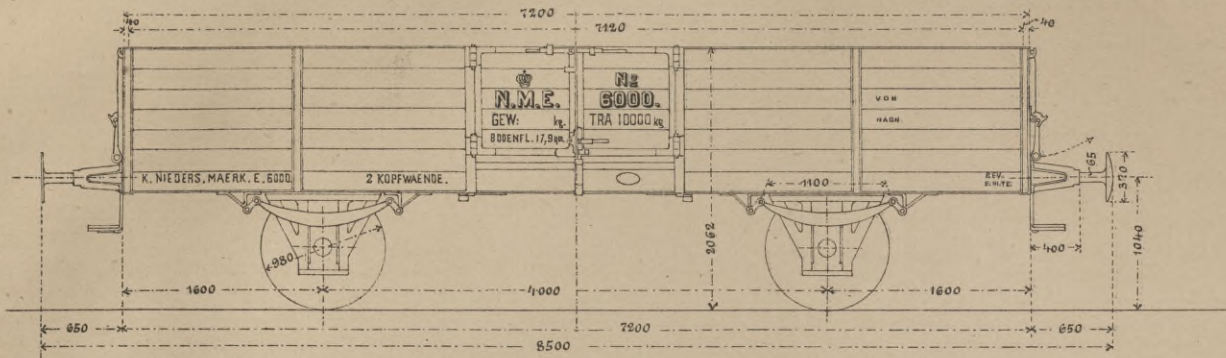 7200
40 7120 40
N.M.E. № 6000.
GEW: kg. TRA 10000 kg
BODENFL. 17,9 qm.
VON
NACH.
K. NIEDERS, MAERK. E. 6000. 2 KOPFWAENDE.
REV.
65
370
1100
980
2062
400
1040
1600 4000 1600
650 7200 650
8500